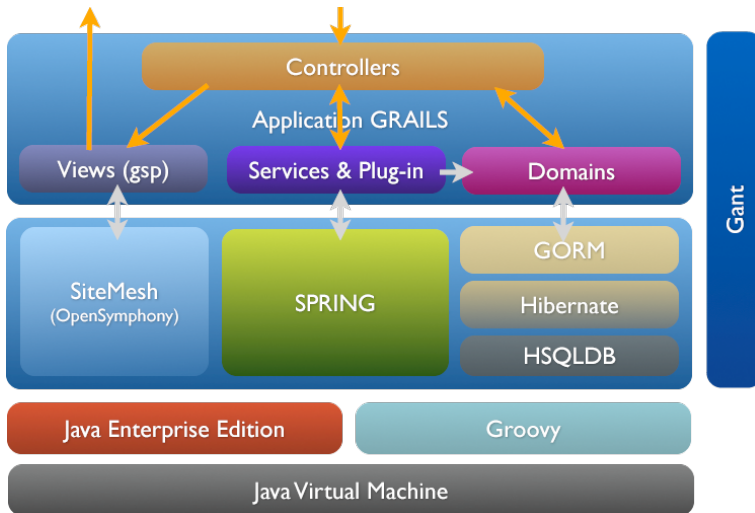 Controllers
Application GRAILS
Views (gsp)
Services & Plug-in
Domains
Gant
SiteMesh
(OpenSymphony)
SPRING
GORM
Hibernate
HSQLDB
Java Enterprise Edition
Groovy
Java Virtual Machine